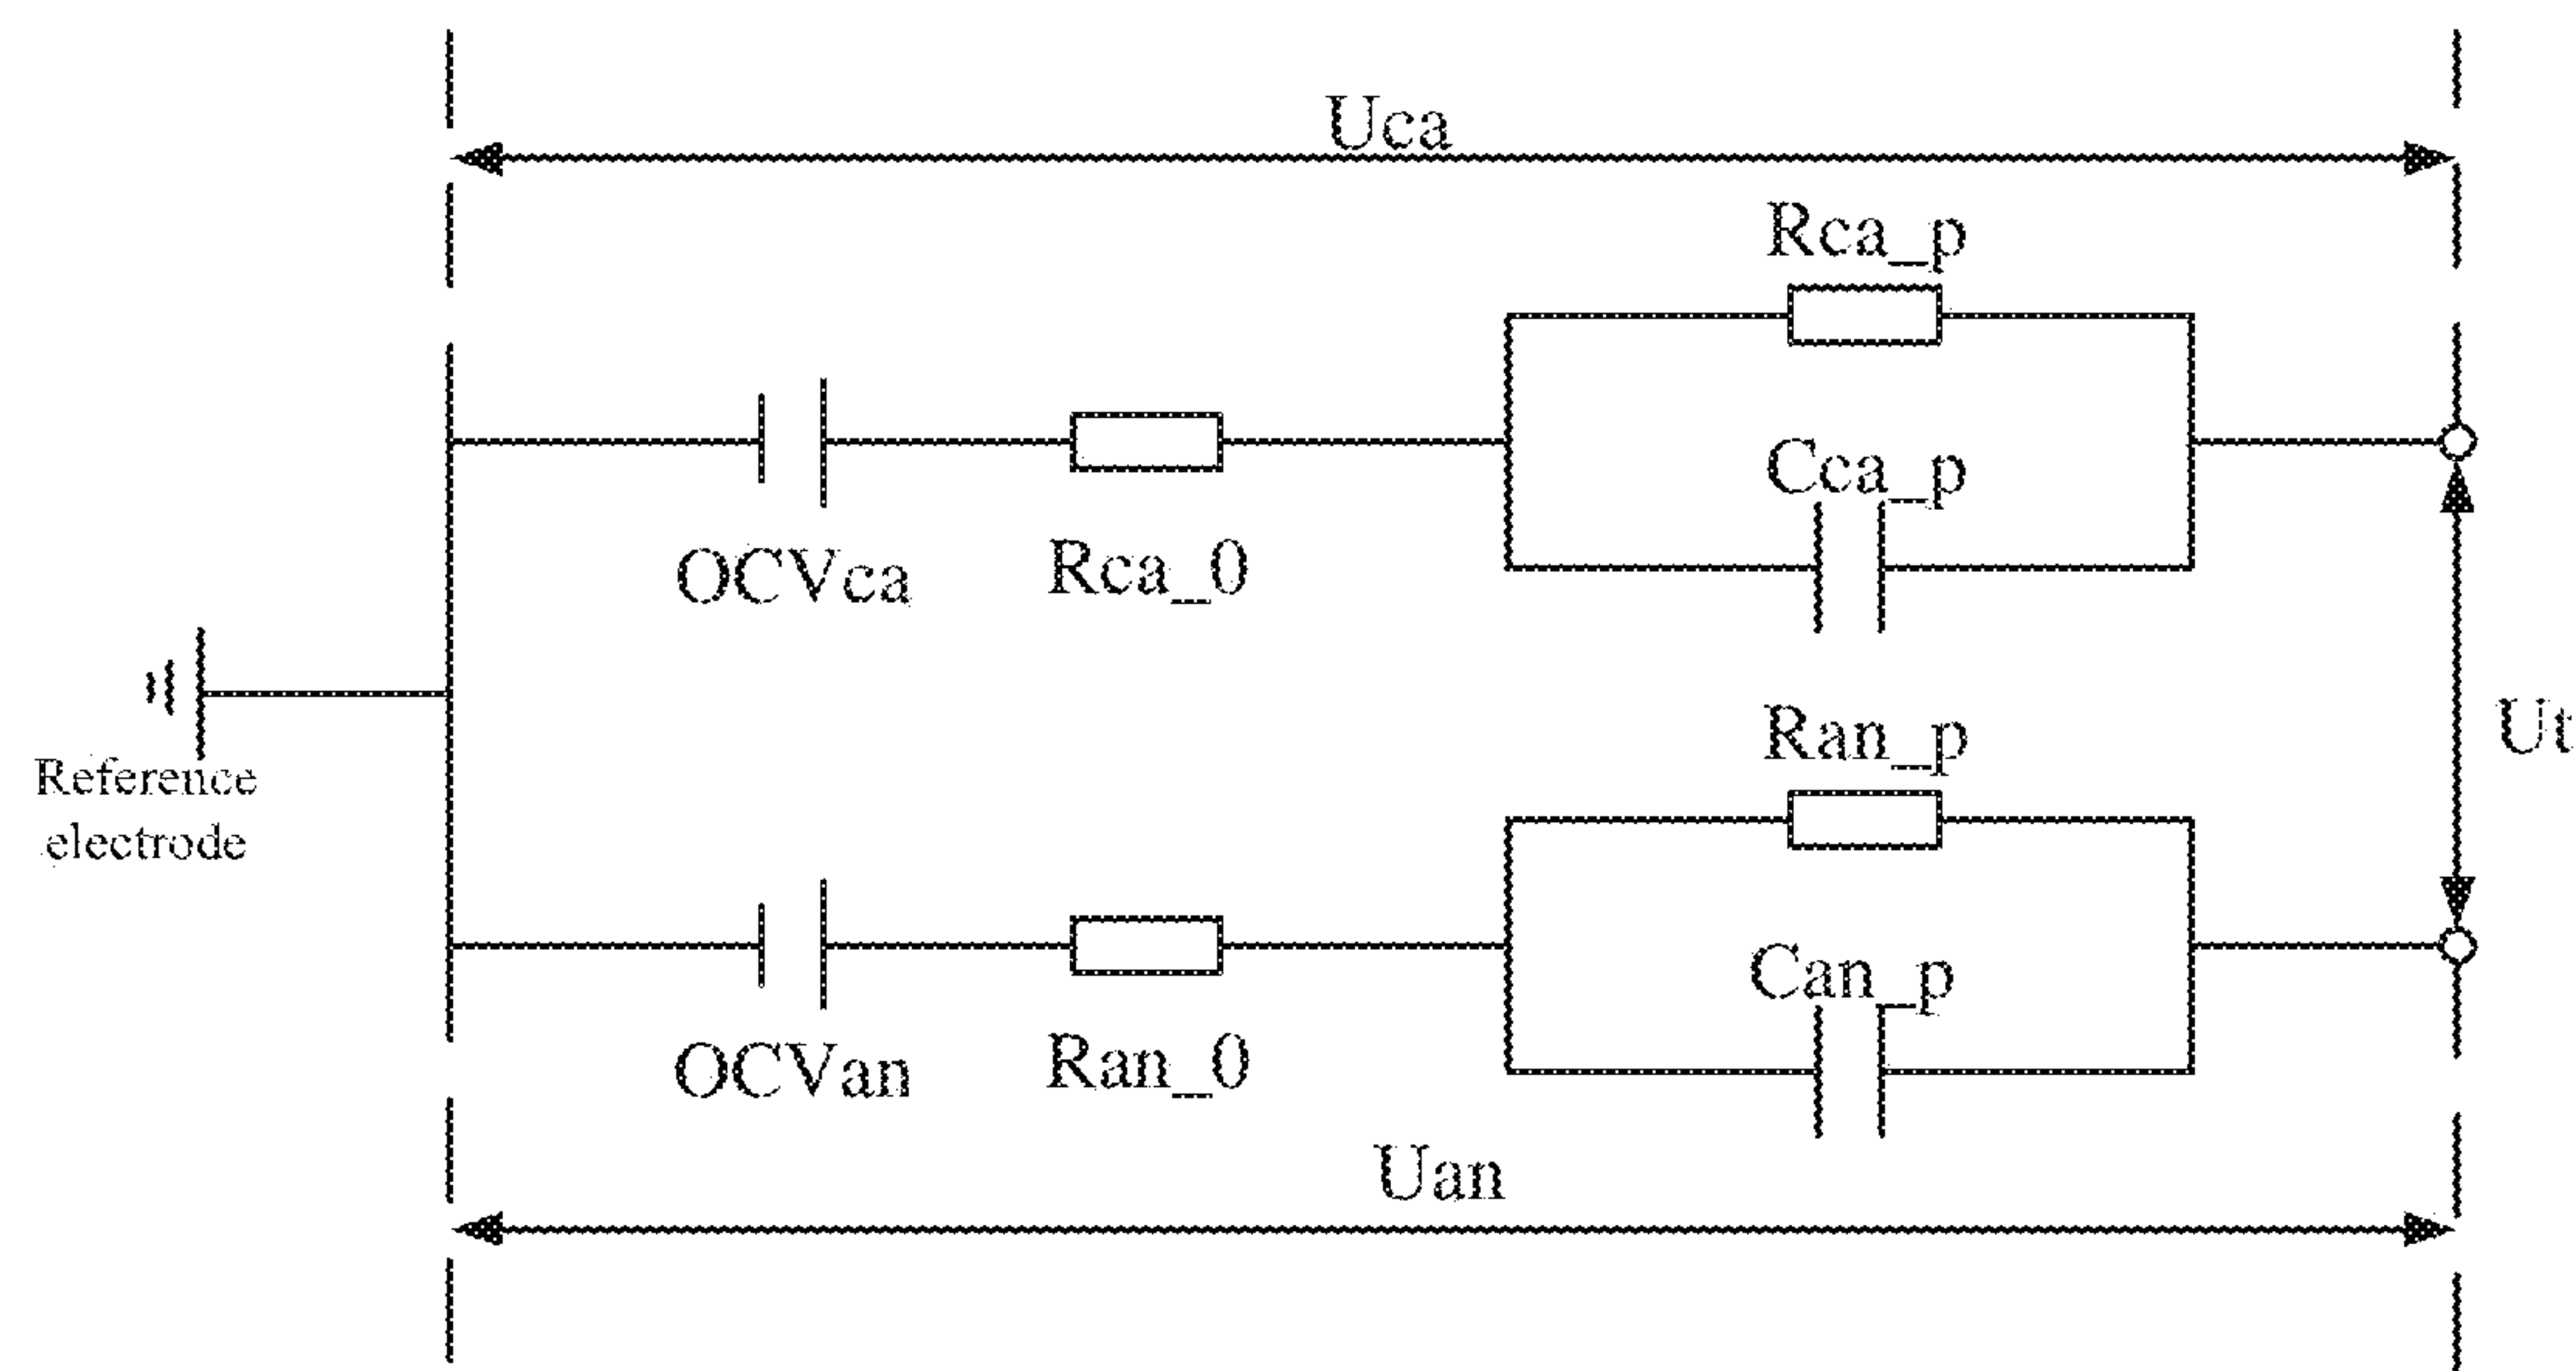 Uca
Rca_p
Cca_p
OCVca
Rca_0
Reference
electrode
Ut
Ran_p
Can_p
OCVan
Ran_0
Uan